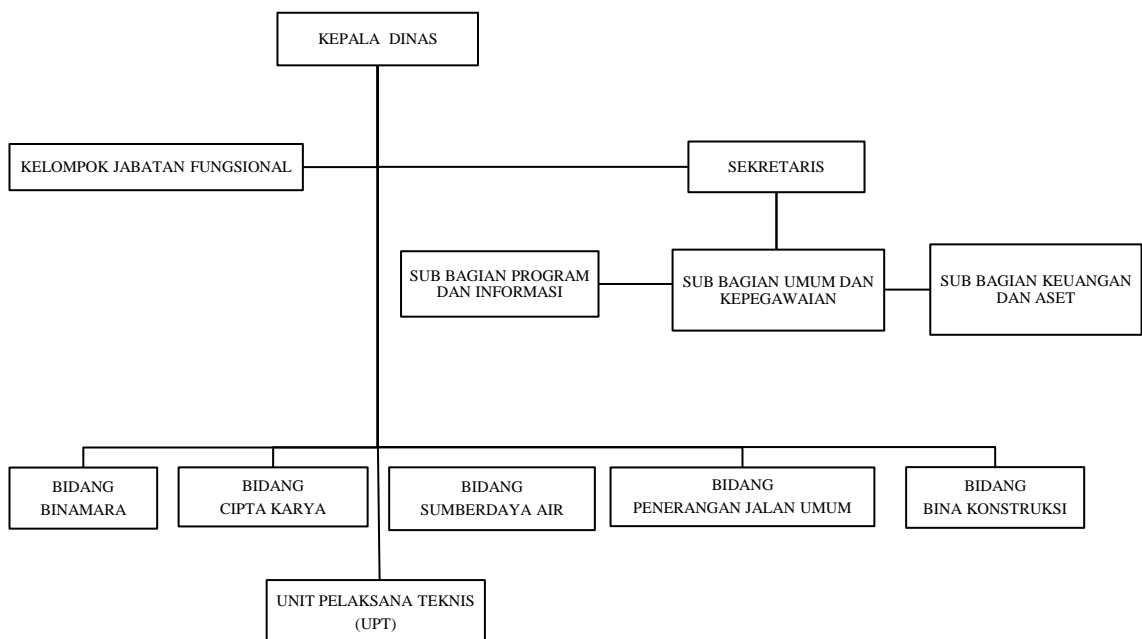 KEPALA DINAS
KELOMPOK JABATAN FUNGSIONAL
SEKRETARIS
SUB BAGIAN PROGRAM
DAN INFORMASI
SUB BAGIAN UMUM DAN
KEPEGAWAIAN
SUB BAGIAN KEUANGAN
DAN ASET
BIDANG
BINAMARA
BIDANG
CIPTA KARYA
BIDANG
SUMBERDAYA AIR
BIDANG
PENERANGAN JALAN UMUM
BIDANG
BINA KONSTRUKSI
UNIT PELAKSANA TEKNIS
(UPT)